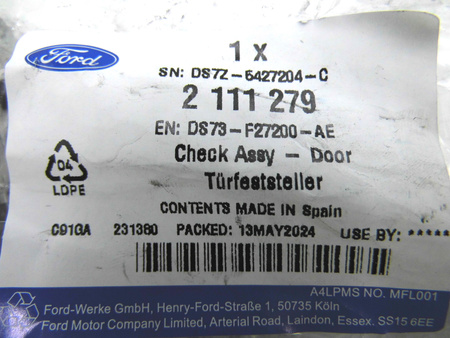 Ford
1 X
SN: DS7Z-5427204-C
2 111 279
EN: DS73-F27200-AE
Check Assy - Door
Türfeststeller
04
LDPE
CONTENTS MADE IN Spain
C91GA 231380 PACKED: 13MAY2024 USE BY: *****
A4LPMS NO. MFL001
Ford-Werke GmbH, Henry-Ford-Straße 1, 50735 Köln
Ford Motor Company Limited, Arterial Road, Laindon, Essex. SS15 6EE